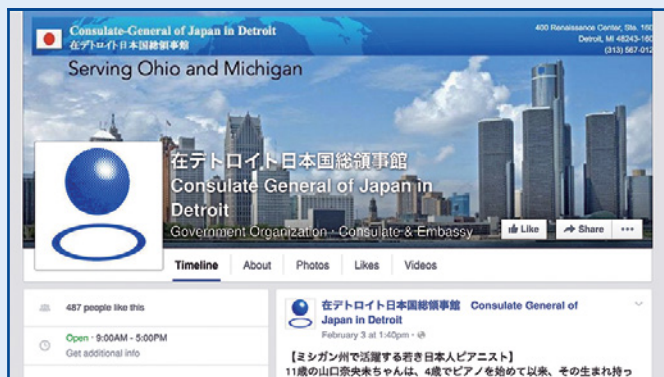 Consulate-General of Japan in Detroit
在デトロイト日本国総領事館
400 Renaissance Center, Ste. 160
Detroit, MI 48243-160
(313) 567-012
Serving Ohio and Michigan
在デトロイト日本国総領事館
Consulate General of Japan in
Detroit
Government Organization · Consulate & Embassy
Like
Share
Timeline
About
Photos
Likes
Videos
487 people like this
Open · 9:00AM - 5:00PM
Get additional info
在デトロイト日本国総領事館 Consulate General of
Japan in Detroit
February 3 at 1:40pm ·
【ミシガン州で活躍する若き日本人ピアニスト】
11歳の山口奈央未ちゃんは、4歳でピアノを始めて以来、その生まれ持っ